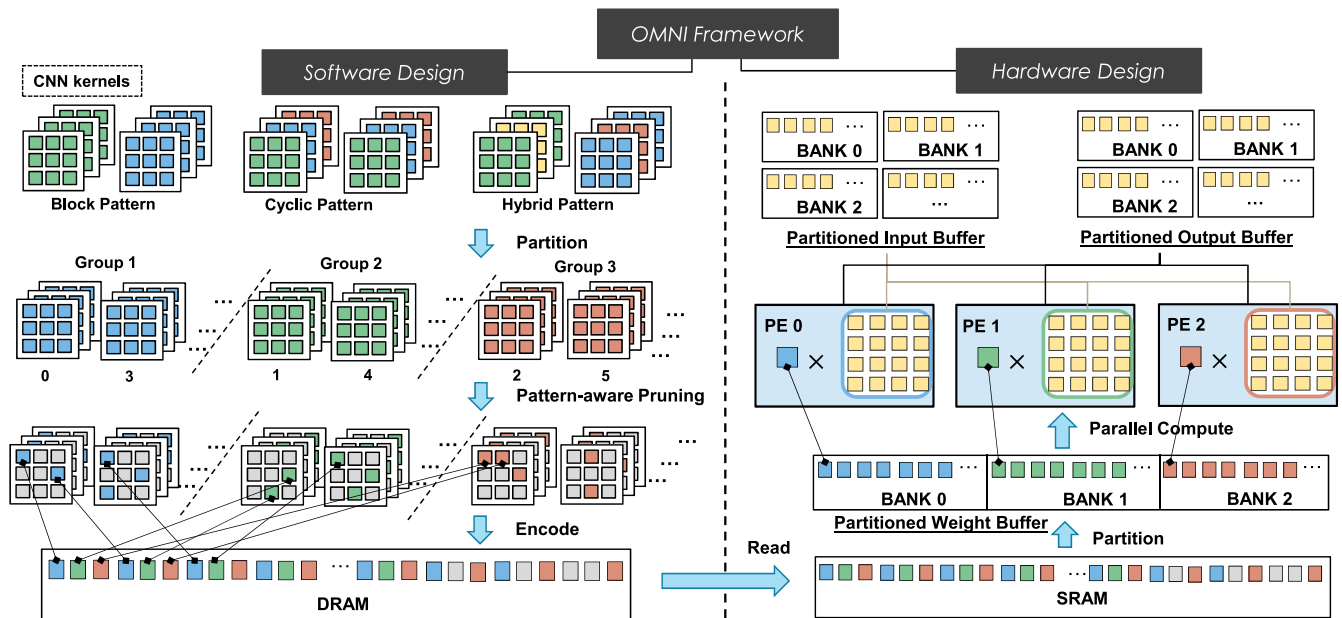 OMNI Framework
Software Design
Hardware Design
CNN kernels
Block Pattern
Cyclic Pattern
Hybrid Pattern
Partition
Group 1
Group 2
Group 3
...
...
...
...
...
0
3
1
4
2
5
Pattern-aware Pruning
...
...
...
...
...
Encode
...
DRAM
Read
...
BANK 0
...
BANK 1
...
BANK 2
...
...
Partitioned Input Buffer
...
BANK 0
...
BANK 1
...
BANK 2
...
...
Partitioned Output Buffer
PE 0
×
PE 1
×
PE 2
×
Parallel Compute
...
BANK 0
...
BANK 1
...
BANK 2
Partitioned Weight Buffer
Partition
...
SRAM